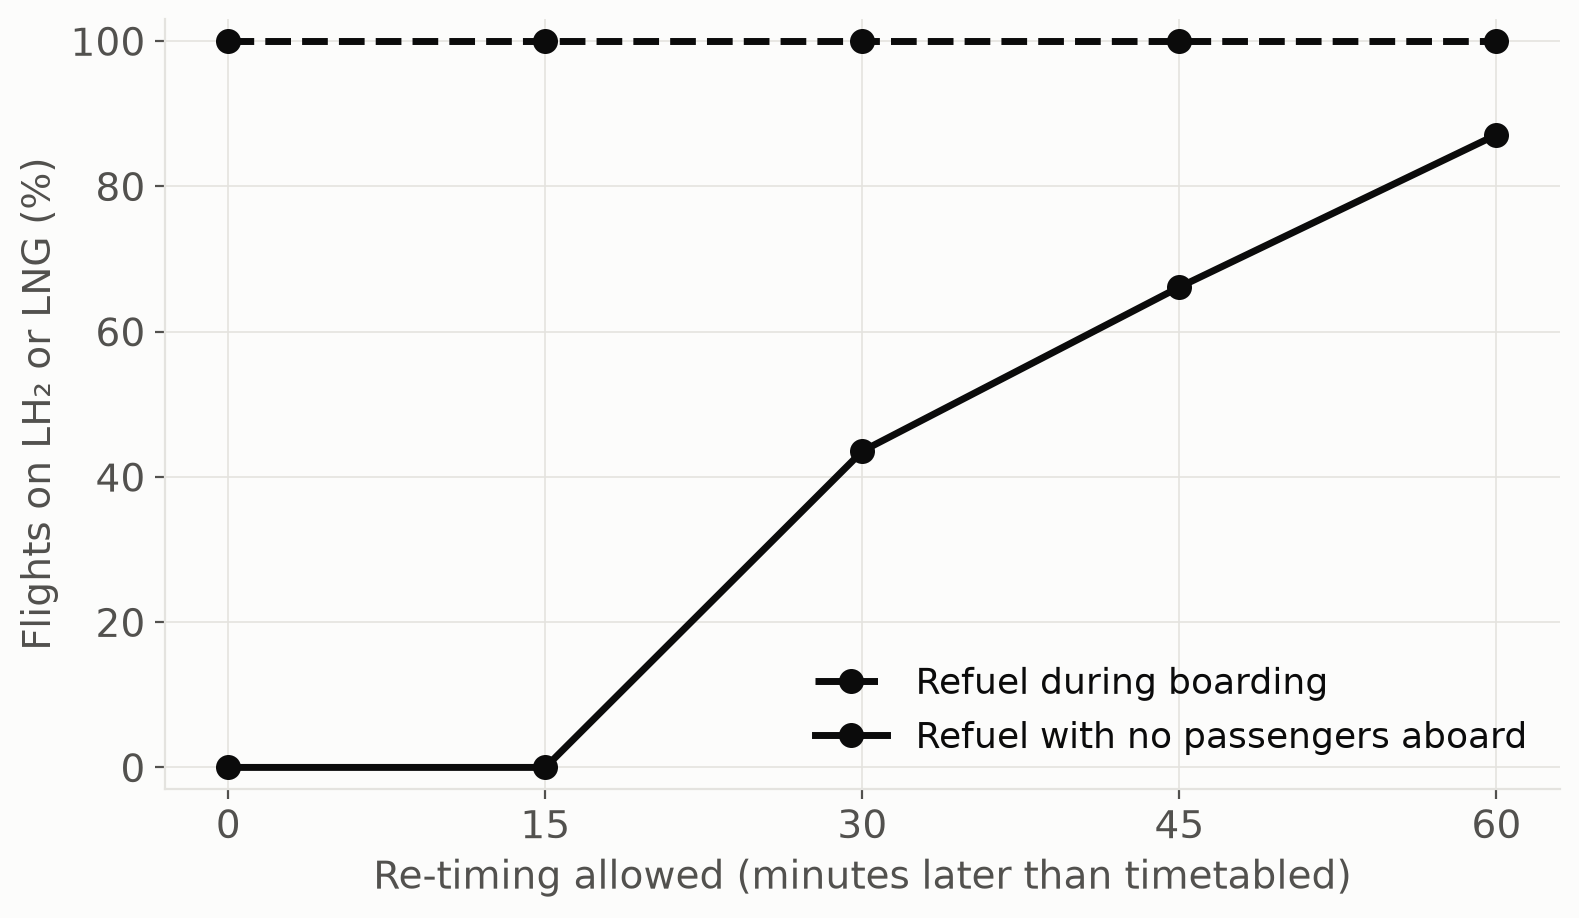 Flights on LH₂ or LNG (%)
100
80
60
40
20
0
Refuel during boarding
Refuel with no passengers aboard
0 15 30 45 60
Re-timing allowed (minutes later than timetabled)